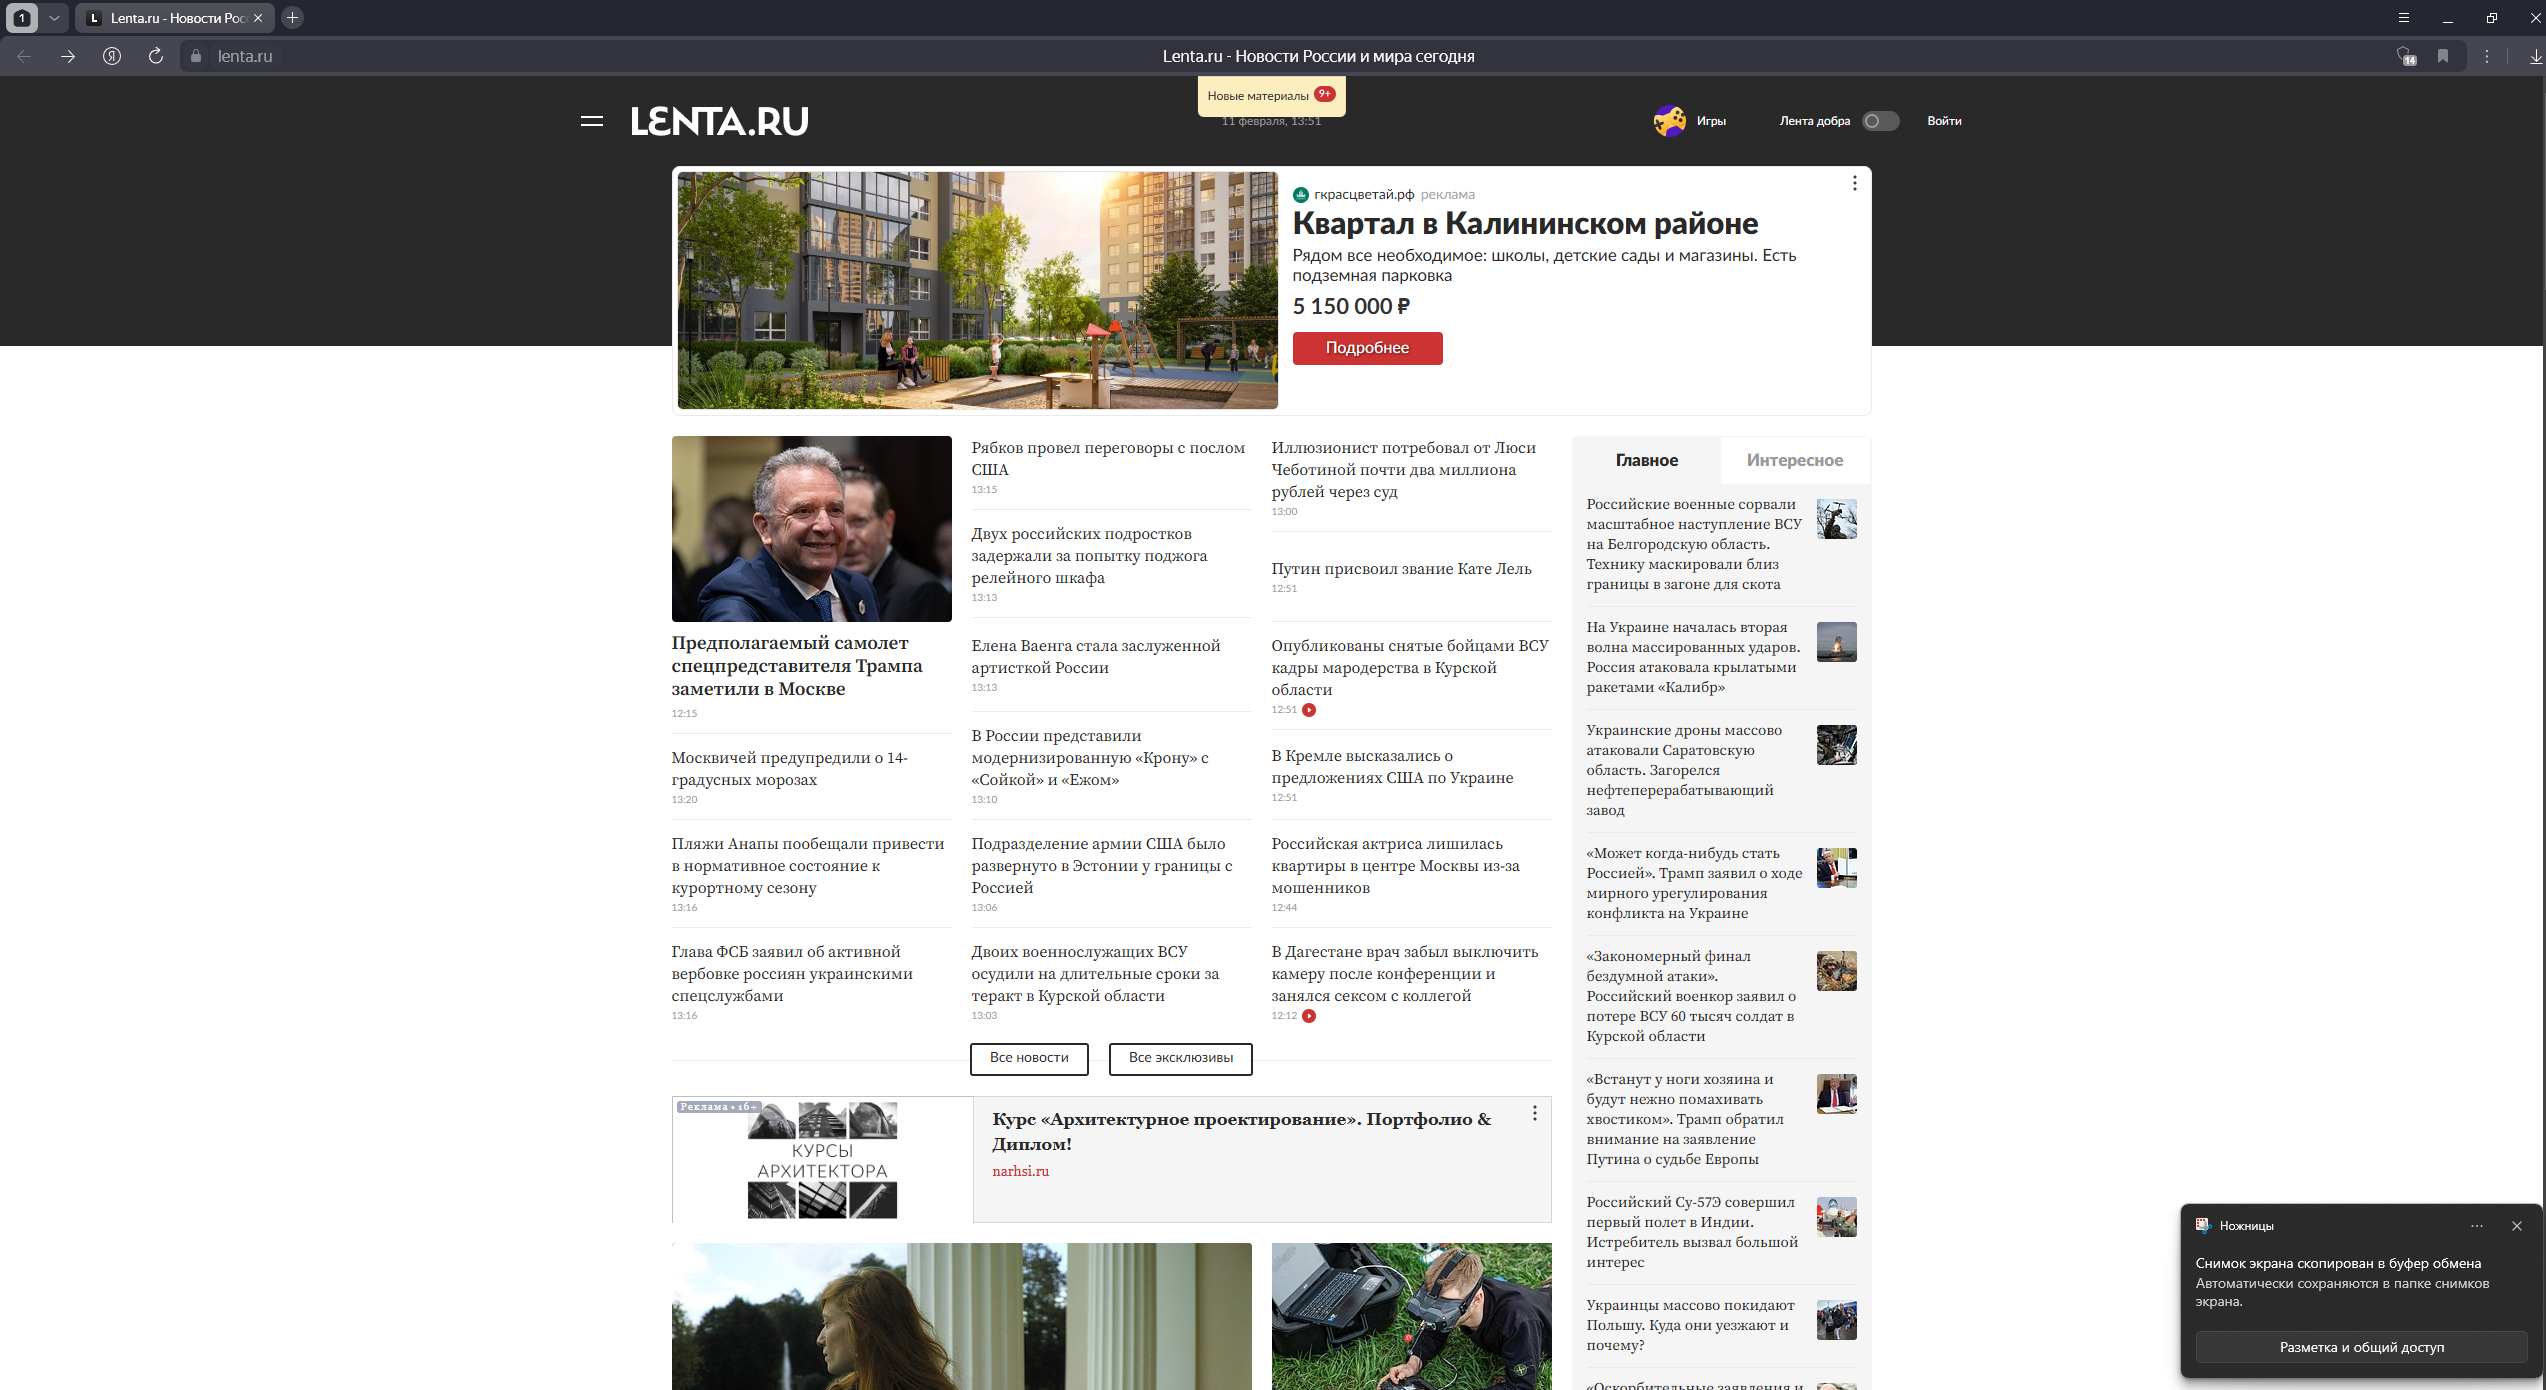 1
L
Lenta.ru - Новости Рос
lenta.ru
Lenta.ru - Новости России и мира сегодня
14
LENTA.RU
Новые материалы 9+
11 февраля, 13:51
Игры
Лента добра
Войти
гкрасцветай.рф реклама
Квартал в Калининском районе
Рядом все необходимое: школы, детские сады и магазины. Есть
подземная парковка
5 150 000 ₽
Подробнее
Предполагаемый самолет
спецпредставителя Трампа
заметили в Москве
12:15
Москвичей предупредили о 14-
градусных морозах
13:20
Пляжи Анапы пообещали привести
в нормативное состояние к
курортному сезону
13:16
Глава ФСБ заявил об активной
вербовке россиян украинскими
спецслужбами
13:16
Рябков провел переговоры с послом
США
13:15
Двух российских подростков
задержали за попытку поджога
релейного шкафа
13:13
Елена Ваенга стала заслуженной
артисткой России
13:13
В России представили
модернизированную «Крону» с
«Сойкой» и «Ежом»
13:10
Подразделение армии США было
развернуто в Эстонии у границы с
Россией
13:06
Двоих военнослужащих ВСУ
осудили на длительные сроки за
теракт в Курской области
13:03
Иллюзионист потребовал от Люси
Чеботиной почти два миллиона
рублей через суд
13:00
Путин присвоил звание Кате Лель
12:51
Опубликованы снятые бойцами ВСУ
кадры мародерства в Курской
области
12:51
В Кремле высказались о
предложениях США по Украине
12:51
Российская актриса лишилась
квартиры в центре Москвы из-за
мошенников
12:44
В Дагестане врач забыл выключить
камеру после конференции и
занялся сексом с коллегой
12:12
Все новости
Все эксклюзивы
Реклама • 16+
КУРСЫ
АРХИТЕКТОРА
Курс «Архитектурное проектирование». Портфолио &
Диплом!
narhsi.ru
Главное
Интересное
Российские военные сорвали
масштабное наступление ВСУ
на Белгородскую область.
Технику маскировали близ
границы в загоне для скота
На Украине началась вторая
волна массированных ударов.
Россия атаковала крылатыми
ракетами «Калибр»
Украинские дроны массово
атаковали Саратовскую
область. Загорелся
нефтеперерабатывающий
завод
«Может когда-нибудь стать
Россией». Трамп заявил о ходе
мирного урегулирования
конфликта на Украине
«Закономерный финал
бездумной атаки».
Российский военкор заявил о
потере ВСУ 60 тысяч солдат в
Курской области
«Встанут у ноги хозяина и
будут нежно помахивать
хвостиком». Трамп обратил
внимание на заявление
Путина о судьбе Европы
Российский Су-57Э совершил
первый полет в Индии.
Истребитель вызвал большой
интерес
Украинцы массово покидают
Польшу. Куда они уезжают и
почему?
«Оскорбительные заявления и
Ножницы
Снимок экрана скопирован в буфер обмена
Автоматически сохраняются в папке снимков
экрана.
Разметка и общий доступ